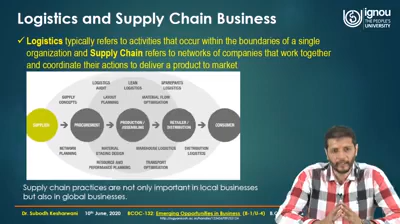 Logistics and Supply Chain Business
ignou
THE PEOPLE'S
UNIVERSITY
✓ Logistics typically refers to activities that occur within the boundaries of a single
organization and Supply Chain refers to networks of companies that work together
and coordinate their actions to deliver a product to market
LOGISTICS
AUDIT
LEAN
LOGISTICS
SPAREPARTS
LOGISTICS
SUPPLY
CONCEPTS
LAYOUT
PLANNING
MATERIAL FLOW
OPTIMISATION
SUPPLIER
PROCUREMENT
PRODUCTION /
ASSEMBLING
RETAILER /
DISTRIBUTION
CONSUMER
NETWORK
PLANNING
MATERIAL
STAGING DESIGN
WAREHOUSE LOGISTICS
DISTRIBUTION
LOGISTICS
RESOURCE AND
PERFORMANCE PLANNING
TRANSPORT
OPTIMISATION
Supply chain practices are not only important in local businesses
but also in global businesses.
Dr. Subodh Kesharwani
10th June, 2020
BCOC-132: Emerging Opportunities in Business (B-1/U-4)